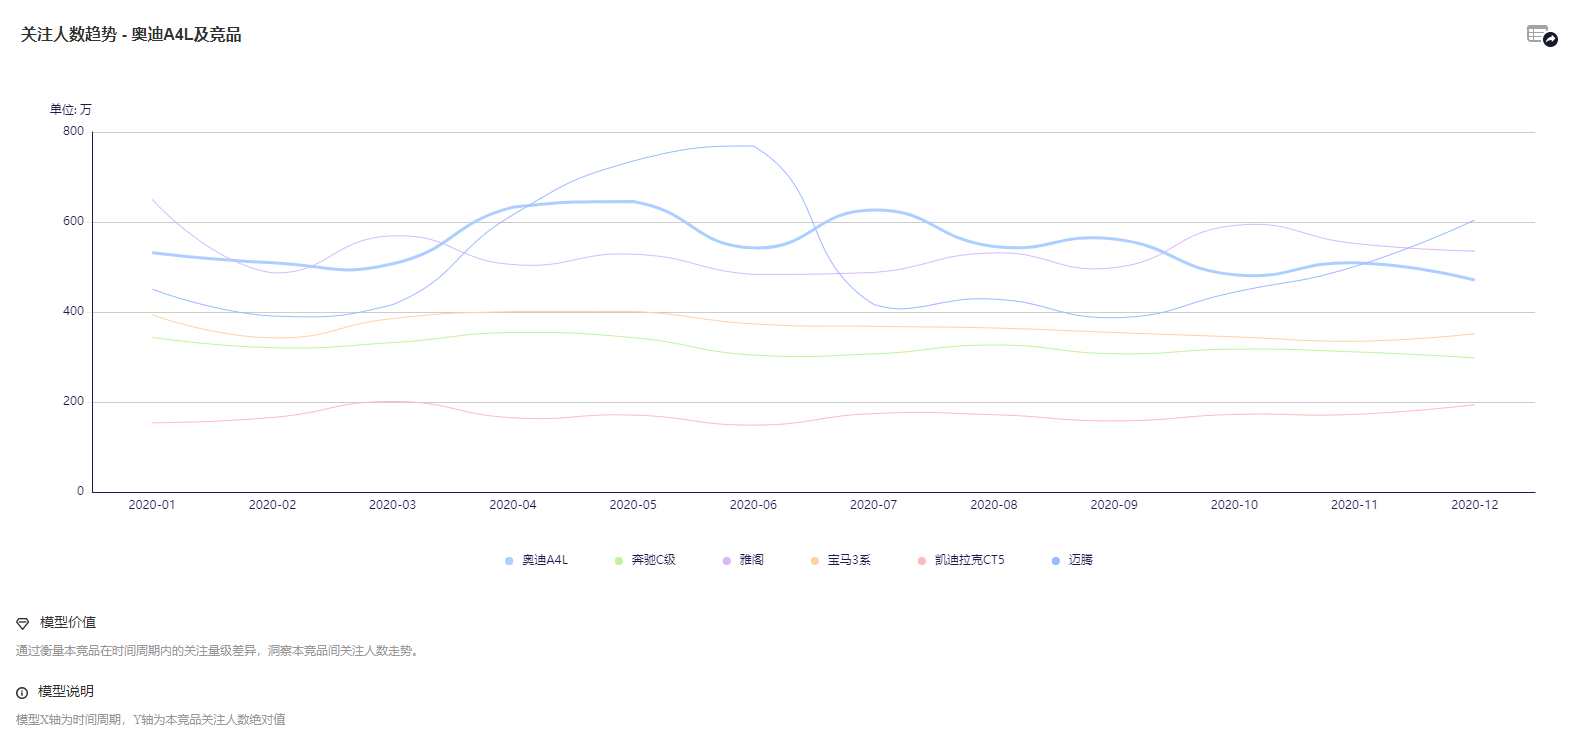 关注人数趋势 - 奥迪A4L及竞品
单位: 万
800
600
400
200
0
2020-01 2020-02 2020-03 2020-04 2020-05 2020-06 2020-07 2020-08 2020-09 2020-10 2020-11 2020-12
奥迪A4L 奔驰C级 雅阁 宝马3系 凯迪拉克CT5 迈腾
模型价值
通过衡量本竞品在时间周期内的关注量级差异，洞察本竞品间关注人数走势。
模型说明
模型X轴为时间周期，Y轴为本竞品关注人数绝对值